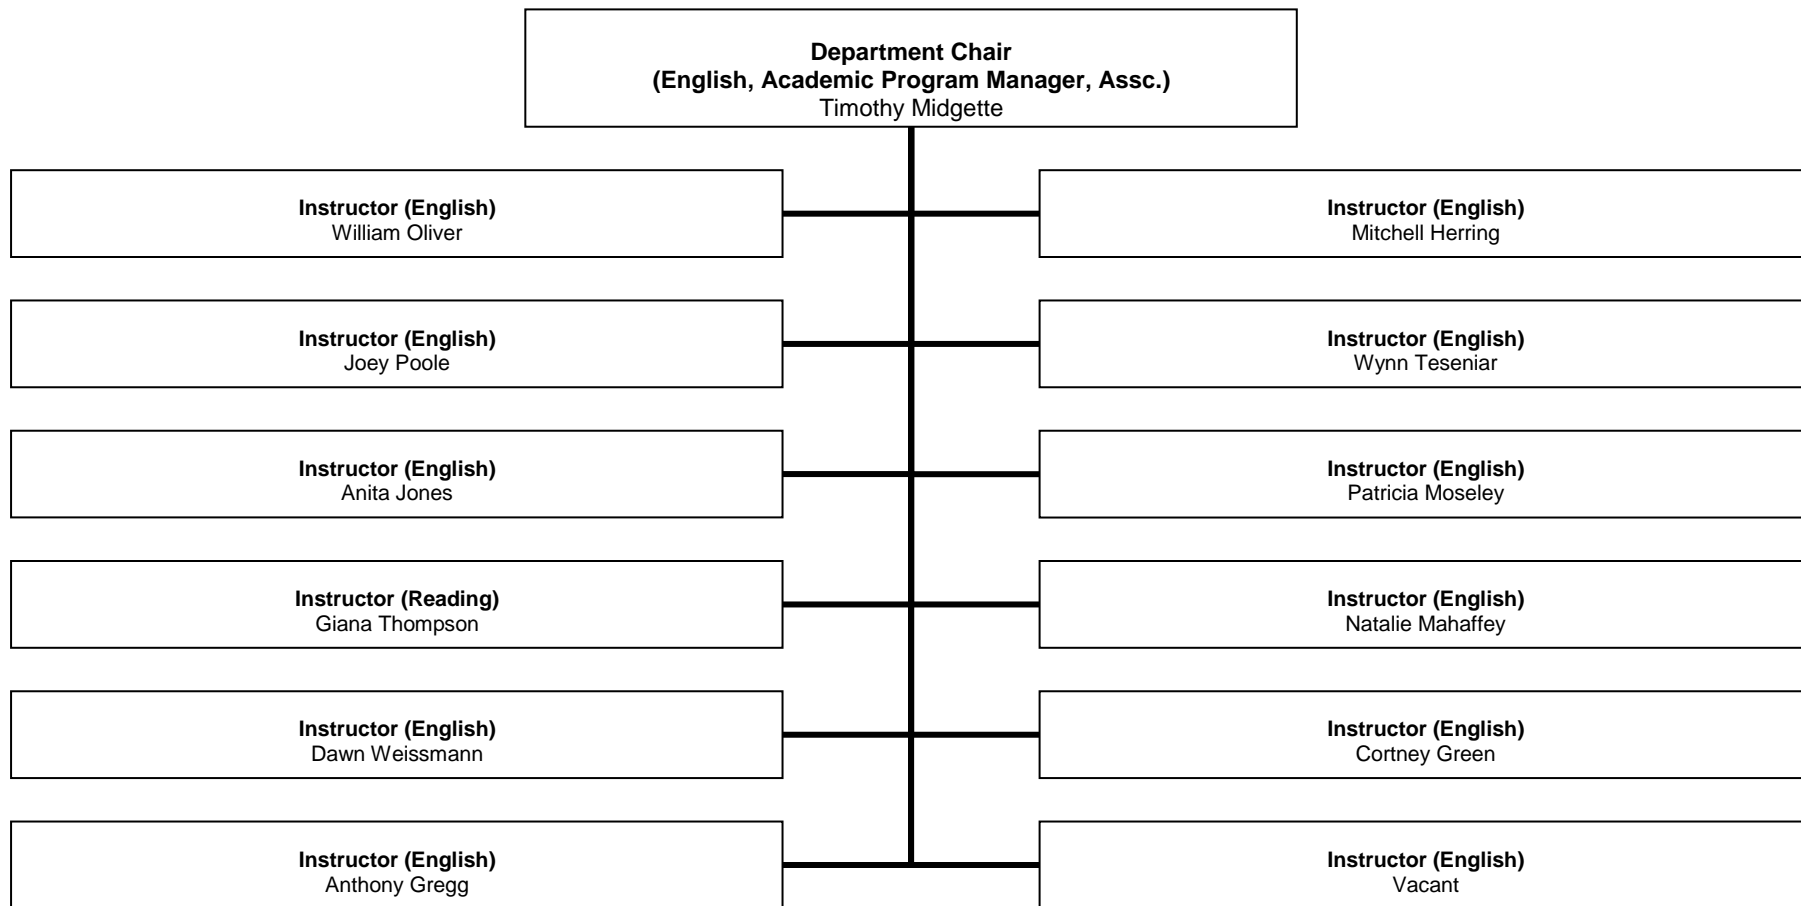 Department Chair
(English, Academic Program Manager, Assc.)
Timothy Midgette
Instructor (English)
William Oliver
Instructor (English)
Mitchell Herring
Instructor (English)
Joey Poole
Instructor (English)
Wynn Teseniar
Instructor (English)
Anita Jones
Instructor (English)
Patricia Moseley
Instructor (Reading)
Giana Thompson
Instructor (English)
Natalie Mahaffey
Instructor (English)
Dawn Weissmann
Instructor (English)
Cortney Green
Instructor (English)
Anthony Gregg
Instructor (English)
Vacant